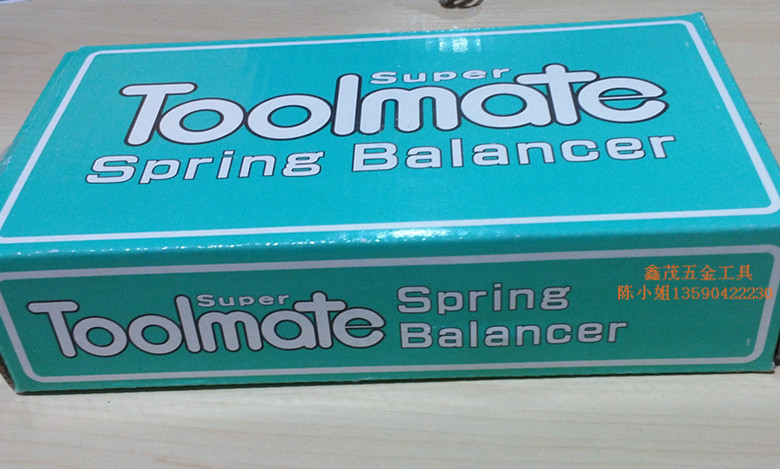 Super
Toolmate
Spring Balancer
Super
Toolmate
Spring
Balancer
鑫茂五金工具
陈小姐13590422230